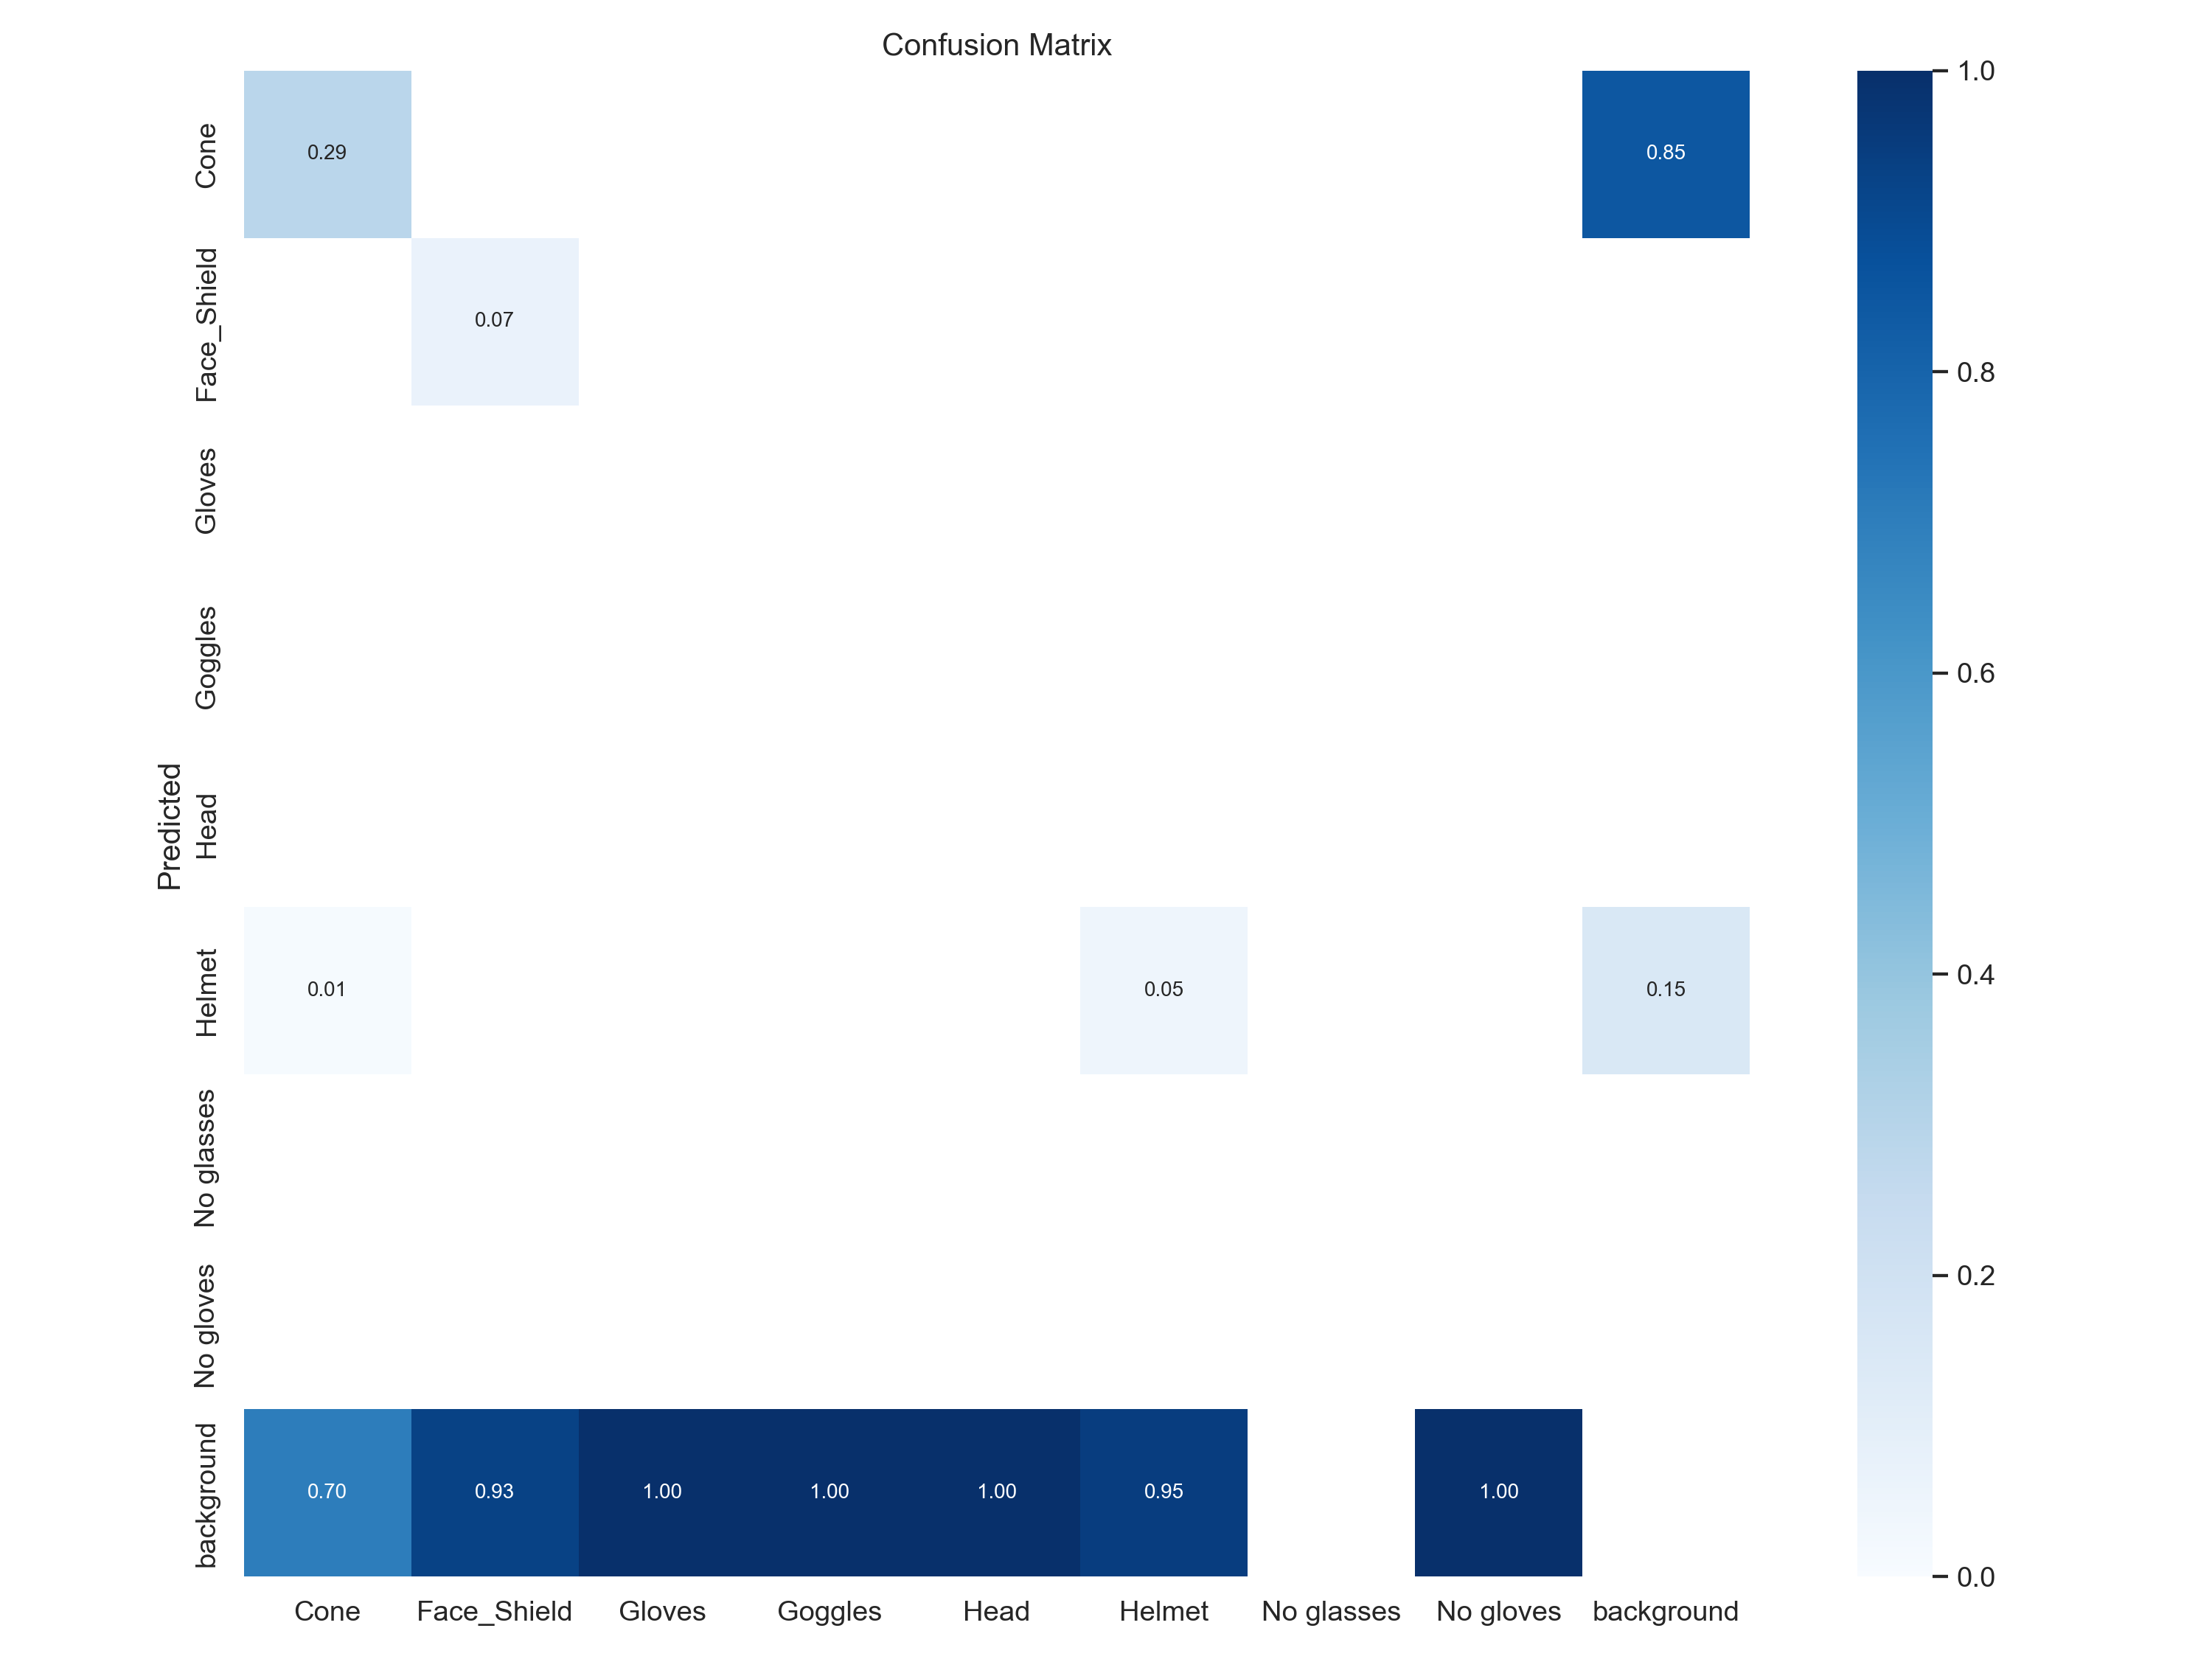 Confusion Matrix
Cone
0.29
0.85
1.0
Face_Shield
0.07
0.8
Gloves
Goggles
0.6
Predicted
Head
Helmet
0.01
0.05
0.15
0.4
No glasses
No gloves
0.2
background
0.70
0.93
1.00
1.00
1.00
0.95
1.00
0.0
Cone Face_Shield Gloves Goggles Head Helmet No glasses No gloves background